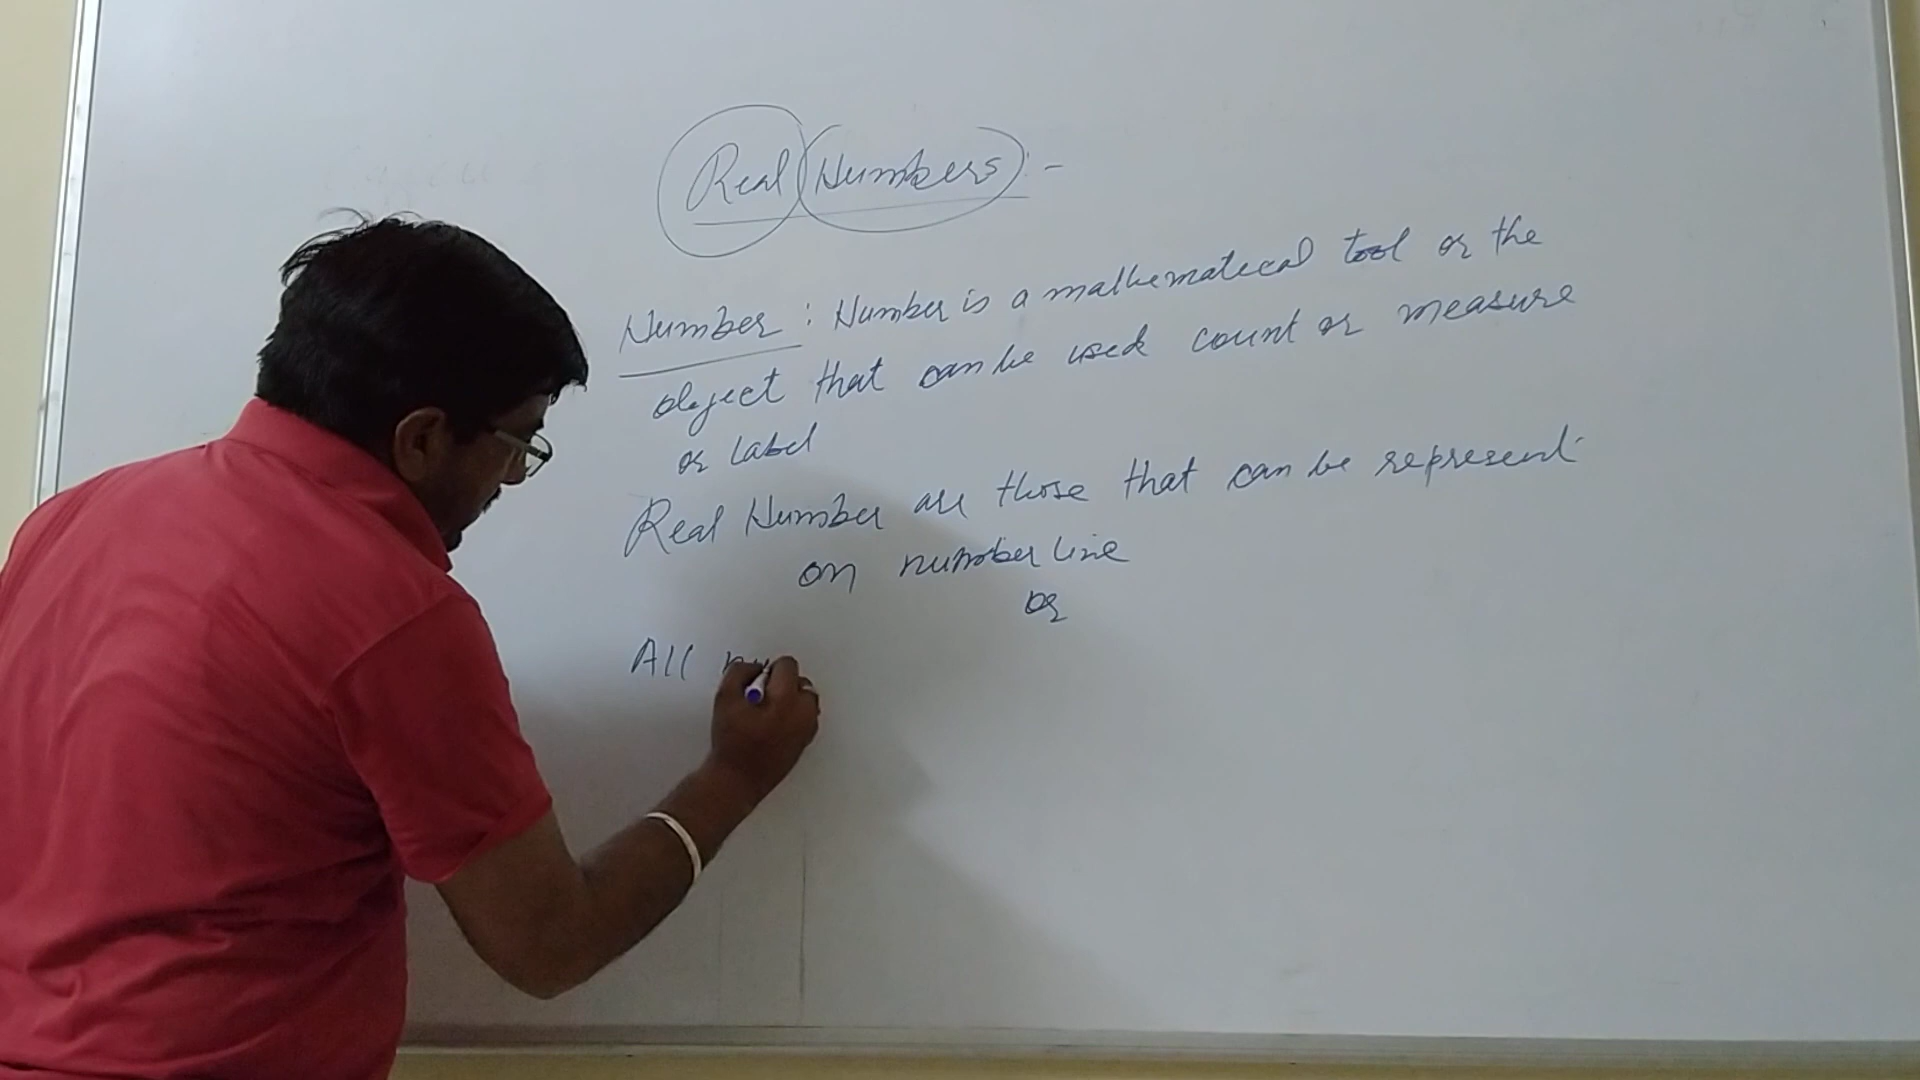 Real Numbers :-
Number : Number is a mathematical tool or the
object that can be used count or measure
or label
Real Number are those that can be represent
on number line
or
All nu